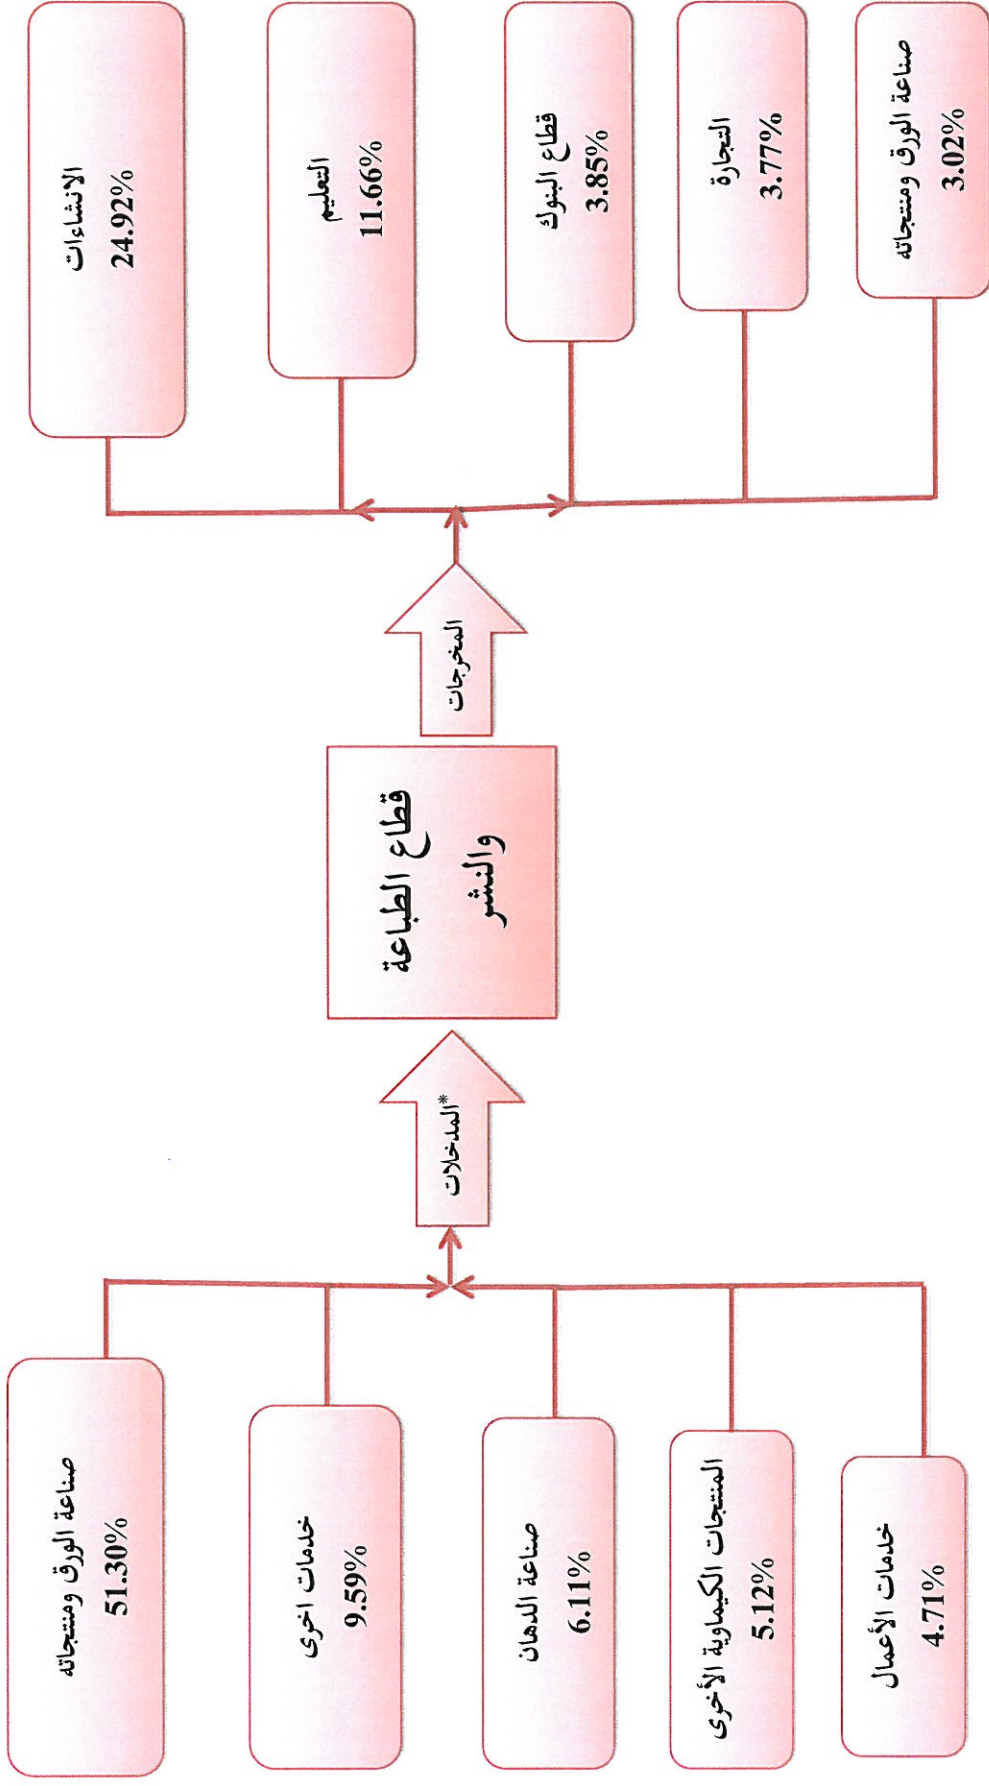 صناعة الورق ومنتجاته
51.30%
خدمات اخرى
9.59%
صناعة الدهان
6.11%
المنتجات الكيماوية الأخرى
5.12%
خدمات الأعمال
4.71%
المدخلات*
قطاع الطباعة
والنشر
المخرجات
الانشاءات
24.92%
التعليم
11.66%
قطاع البنوك
3.85%
التجارة
3.77%
صناعة الورق ومنتجاته
3.02%